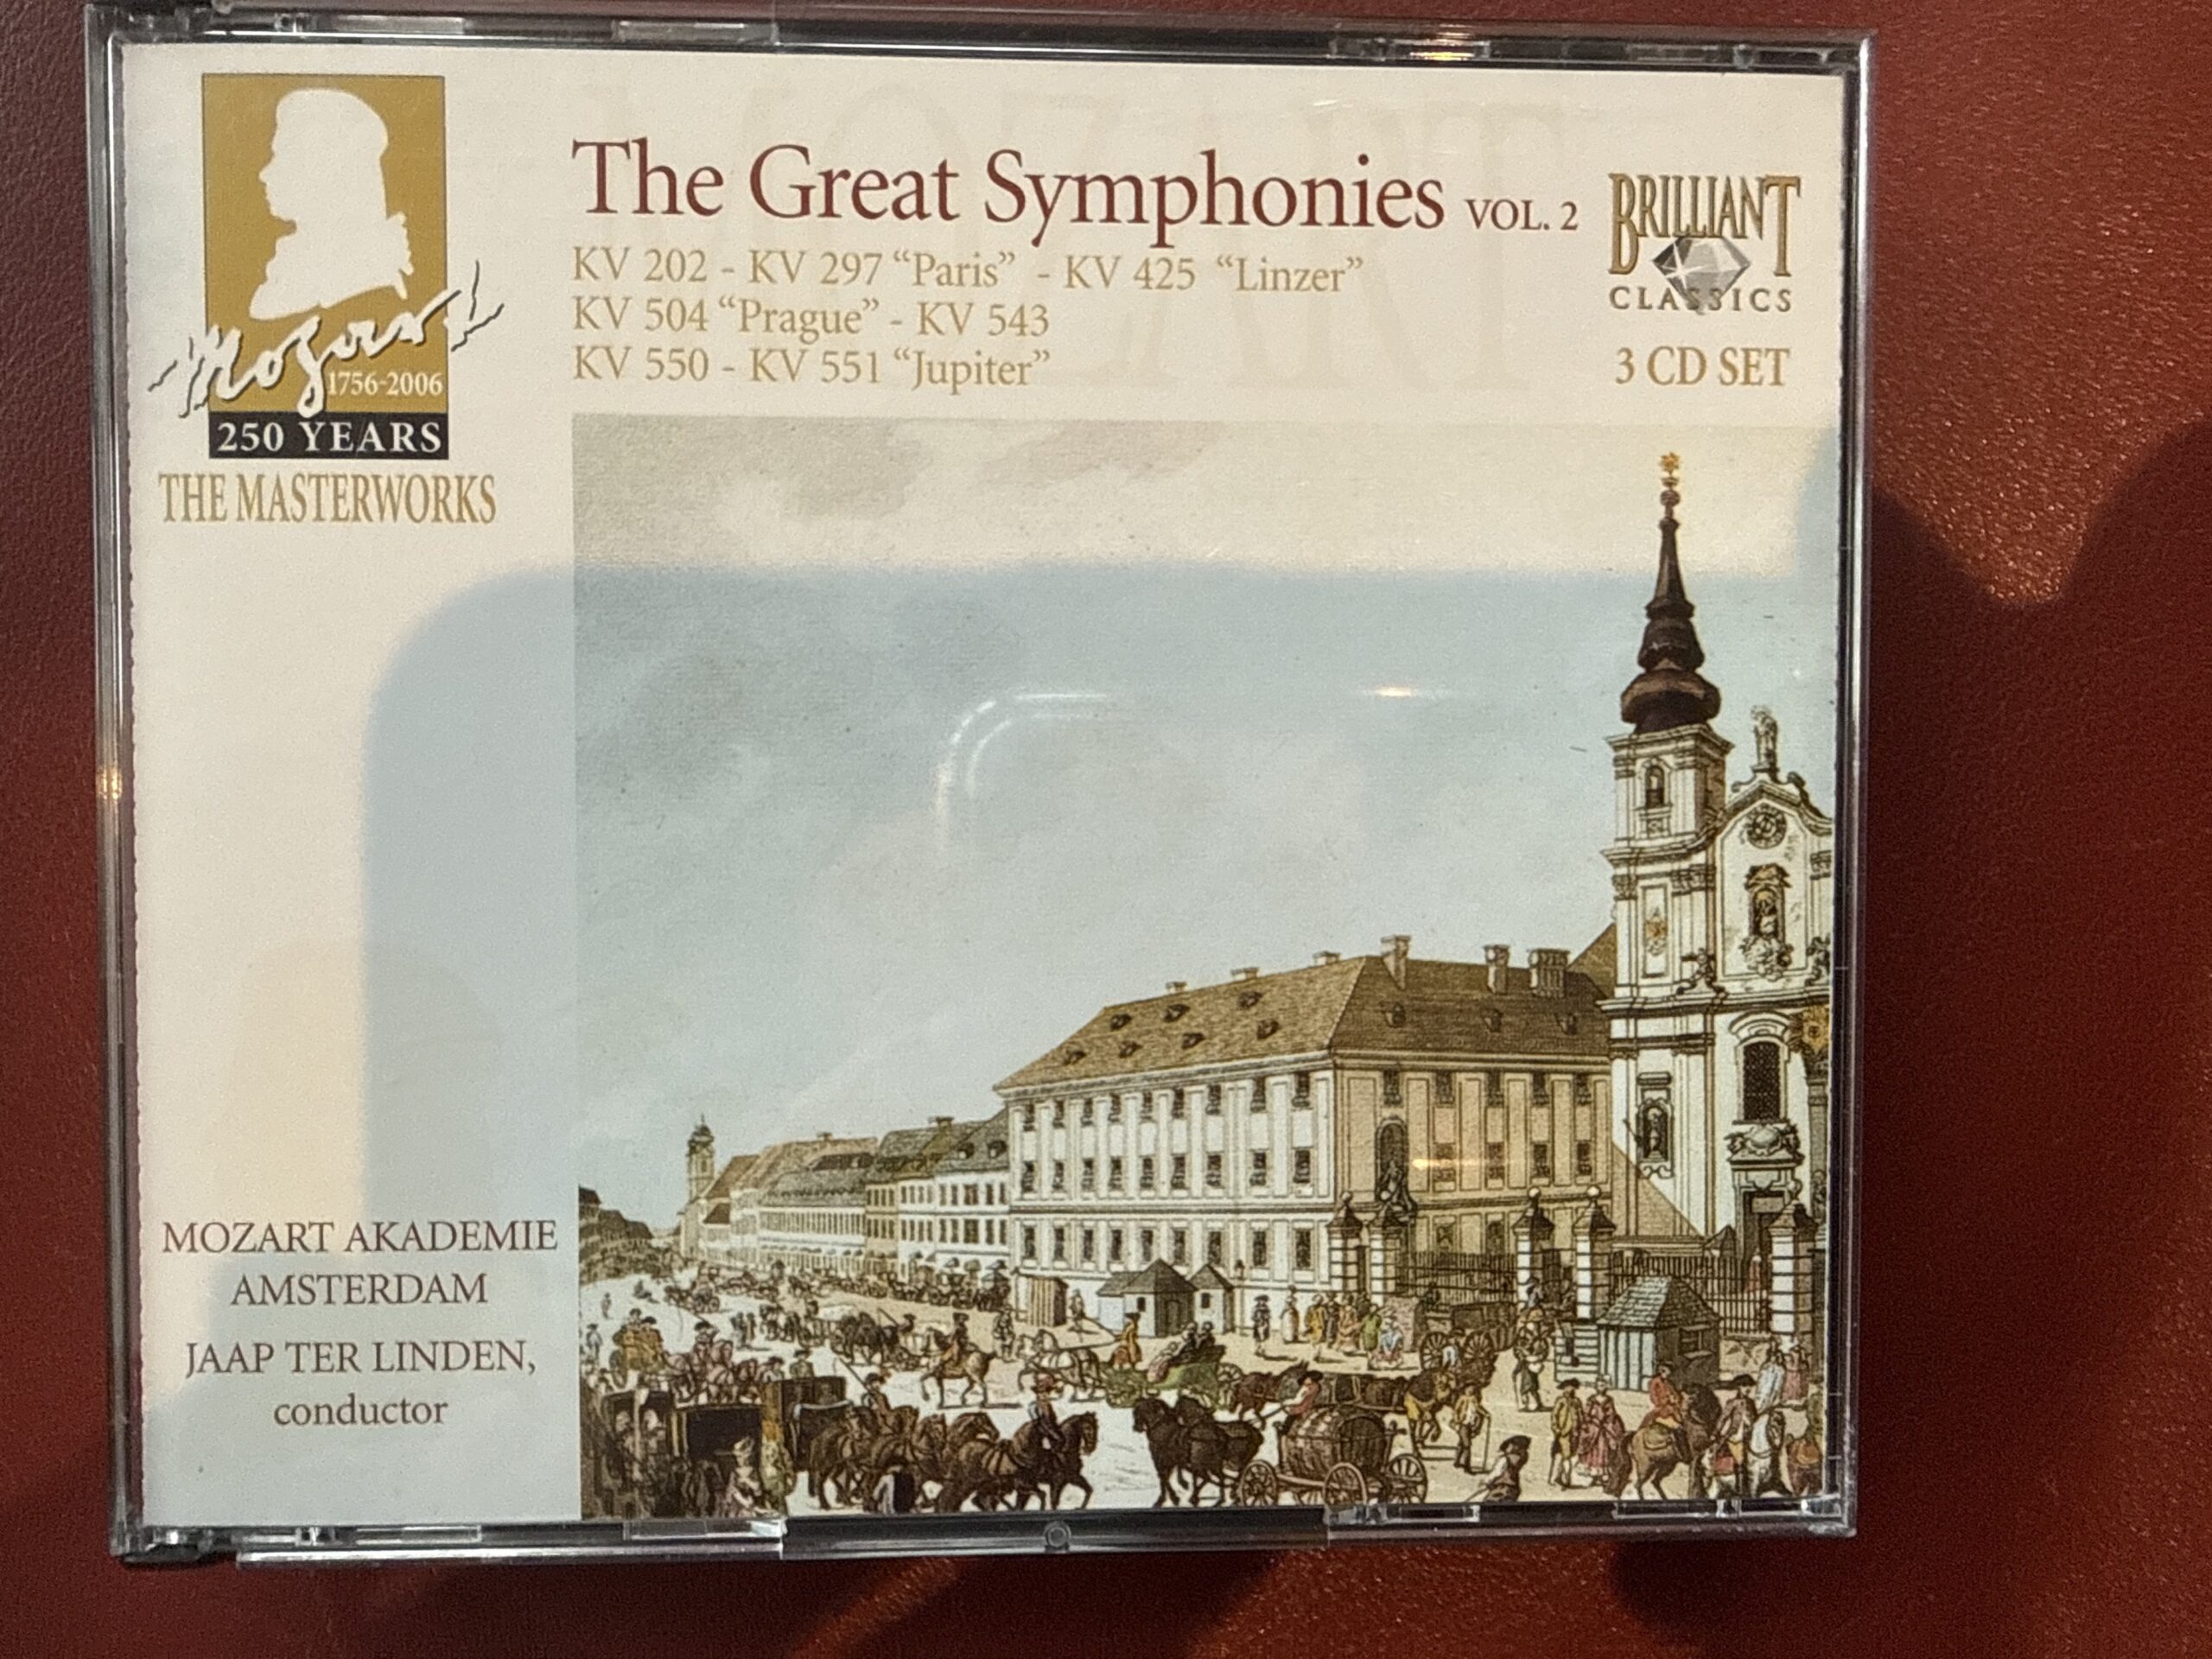 The Great Symphonies VOL. 2
KV 202 - KV 297 “Paris” - KV 425 “Linzer”
KV 504 “Prague” - KV 543
KV 550 - KV 551 “Jupiter”
BRILLIANT
CLASSICS
3 CD SET
Mozart
1756-2006
250 YEARS
THE MASTERWORKS
MOZART AKADEMIE
AMSTERDAM
JAAP TER LINDEN,
conductor